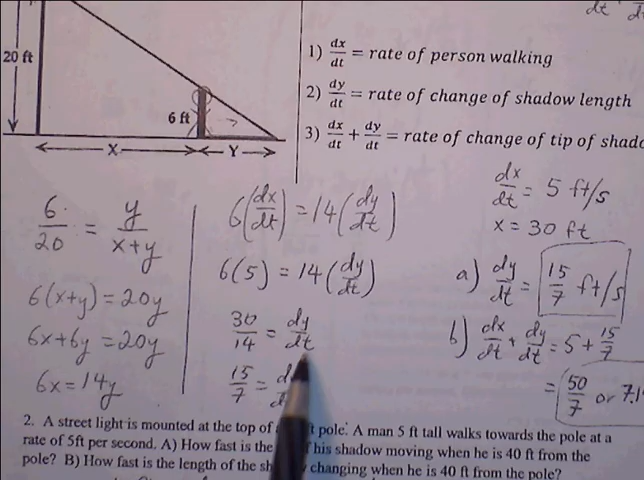 dt
20 ft
6 ft
X
Y
1) dx/dt = rate of person walking
2) dy/dt = rate of change of shadow length
3) dx/dt + dy/dt = rate of change of tip of
6/20 = y/x+y
6(x+y) = 20y
6x+6y = 20y
6x = 14y
6(dx/dt) = 14(dy/dt)
6(5) = 14(dy/dt)
30/14 = dy/dt
15/7 =
dx/dt = 5 ft/s
x = 30 ft
a) dy/dt = 15/7 ft/s
b) dx/dt + dy/dt = 5 + 15/7
= 50/7 or
2. A street light is mounted at the top of pole. A man 5 ft tall walks towards the pole at a
rate of 5ft per second. A) How fast is the his shadow moving when he is 40 ft from the
pole? B) How fast is the length of the changing when he is 40 ft from the pole?